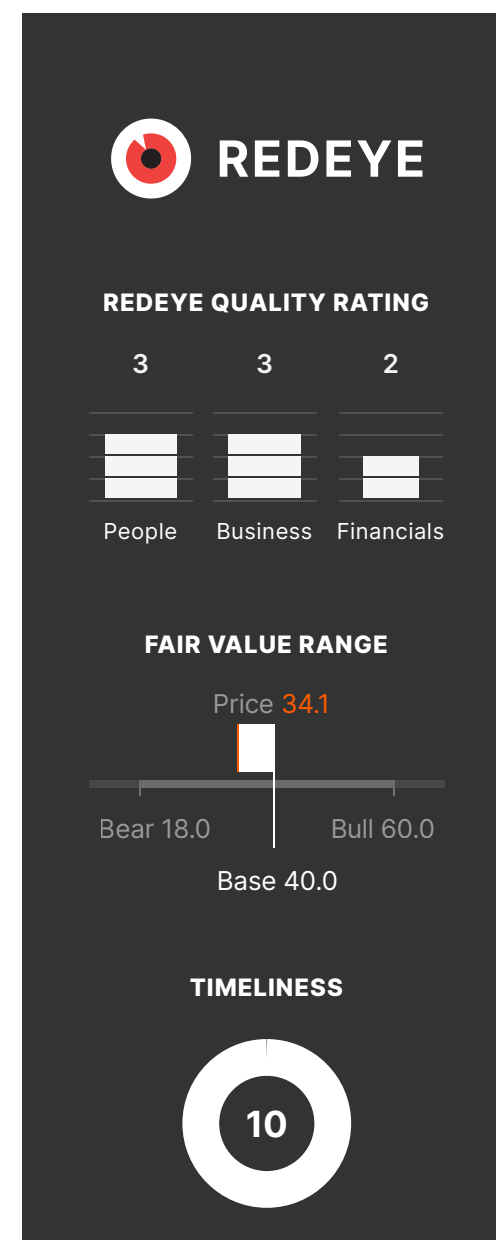 REDEYE
REDEYE QUALITY RATING
3 3 2
People Business Financials
FAIR VALUE RANGE
Price 34.1
Bear 18.0 Bull 60.0
Base 40.0
TIMELINESS
10